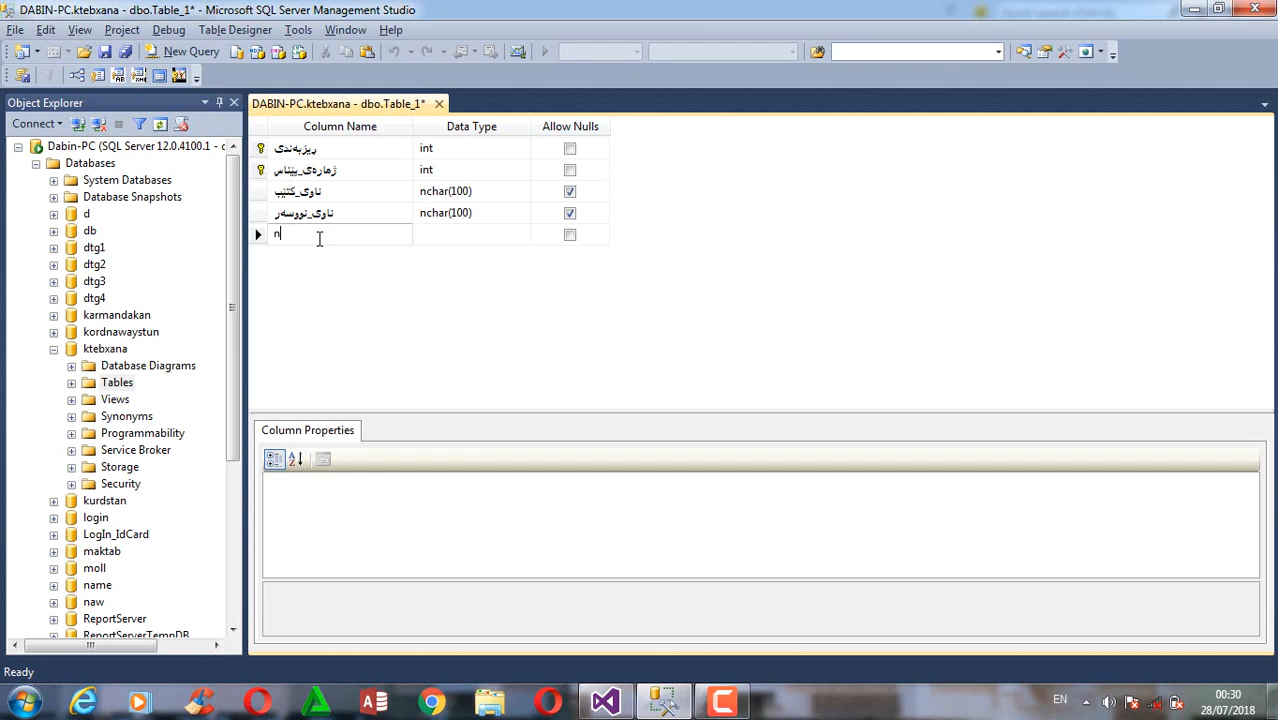 DABIN-PC.ktebxana - dbo.Table_1* - Microsoft SQL Server Management Studio
File Edit View Project Debug Table Designer Tools Window Help
New Query
Object Explorer
DABIN-PC.ktebxana - dbo.Table_1*
Connect
Column Name Data Type Allow Nulls
Dabin-PC (SQL Server 12.0.4100.1 - d
ڕیزبەندی int
Databases
ژمارەی_پێناس int
System Databases
ناوی_کتێب nchar(100)
Database Snapshots
ناوی_نووسەر nchar(100)
d
n
db
dtg1
dtg2
dtg3
dtg4
karmandakan
kordnawaystun
ktebxana
Database Diagrams
Tables
Views
Synonyms
Programmability
Column Properties
Service Broker
Storage
Security
kurdstan
login
LogIn_IdCard
maktab
moll
name
naw
ReportServer
ReportServerTempDB
Ready
EN
00:30
28/07/2018